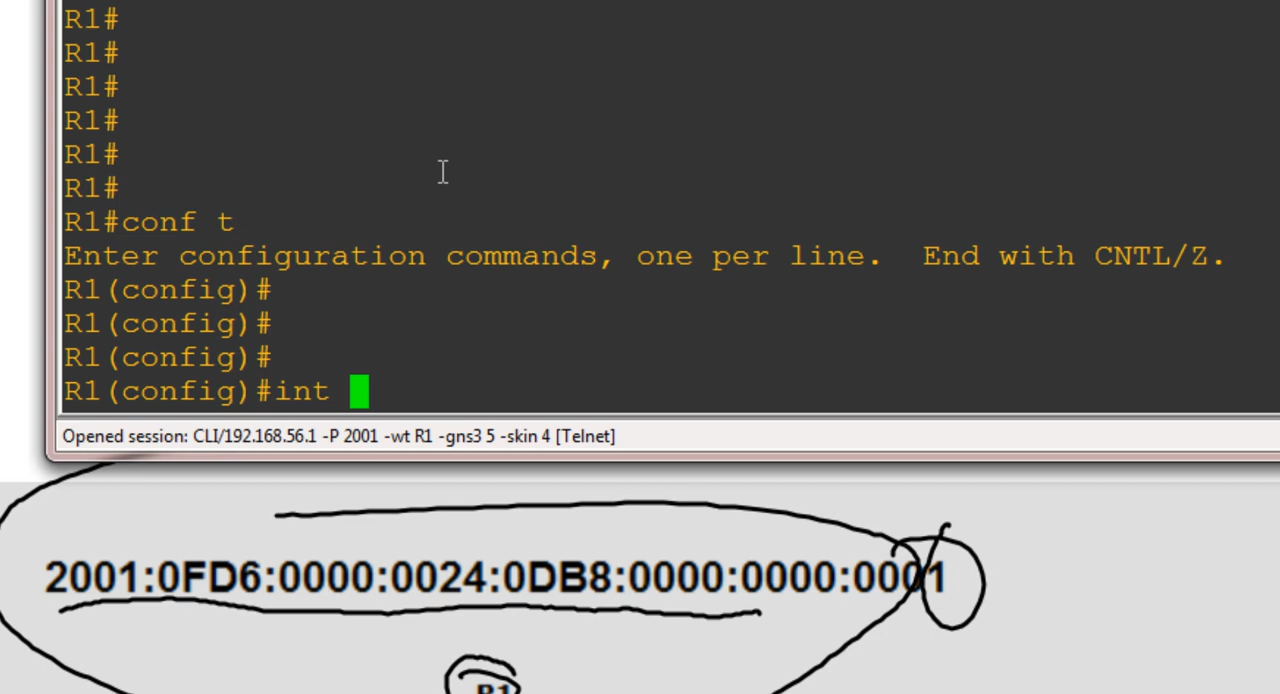 R1#
R1#
R1#
R1#
R1#
R1#
R1#conf t
Enter configuration commands, one per line.  End with CNTL/Z.
R1(config)#
R1(config)#
R1(config)#
R1(config)#int
Opened session: CLI/192.168.56.1 -P 2001 -wt R1 -gns3 5 -skin 4 [Telnet]
2001:0FD6:0000:0024:0DB8:0000:0000:0001
R1